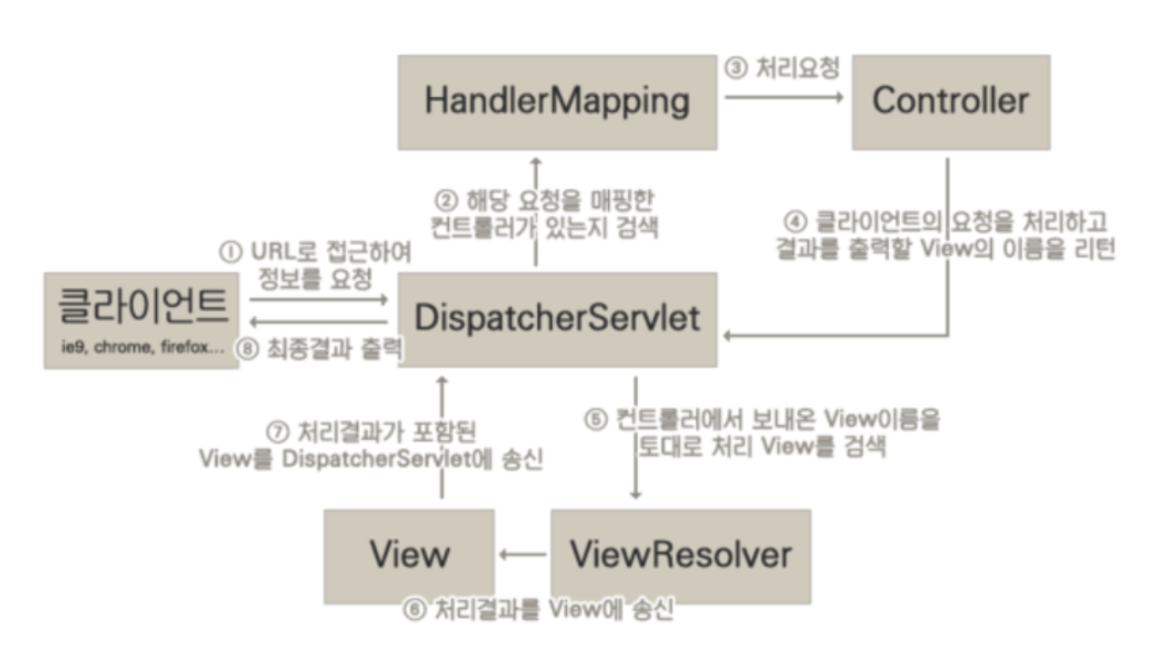 HandlerMapping
③ 처리요청
Controller
② 해당 요청을 매핑한
컨트롤러가 있는지 검색
④ 클라이언트의 요청을 처리하고
결과를 출력할 View의 이름을 리턴
① URL로 접근하여
정보를 요청
클라이언트
ie9, chrome, firefox...
DispatcherServlet
⑧ 최종결과 출력
⑦ 처리결과가 포함된
View를 DispatcherServlet에 송신
⑤ 컨트롤러에서 보내온 View이름을
토대로 처리 View를 검색
View
ViewResolver
⑥ 처리결과를 View에 송신